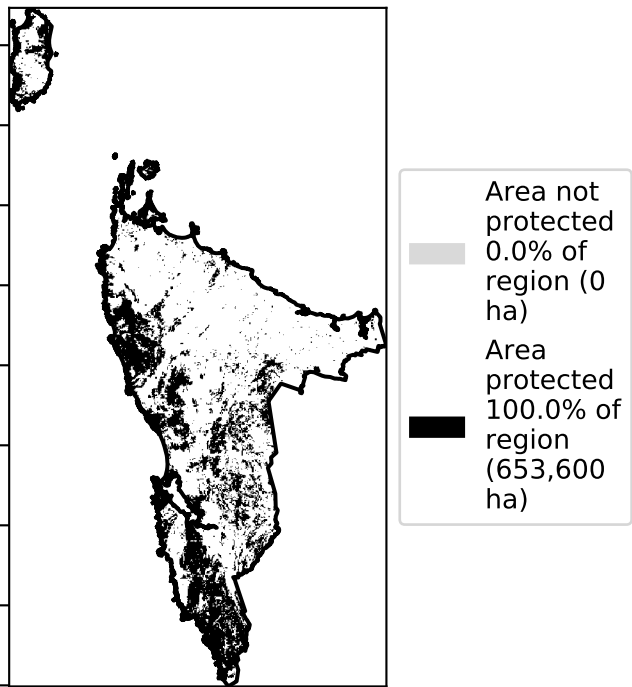 Area not
protected
0.0% of
region (0
ha)
Area
protected
100.0% of
region
(653,600
ha)